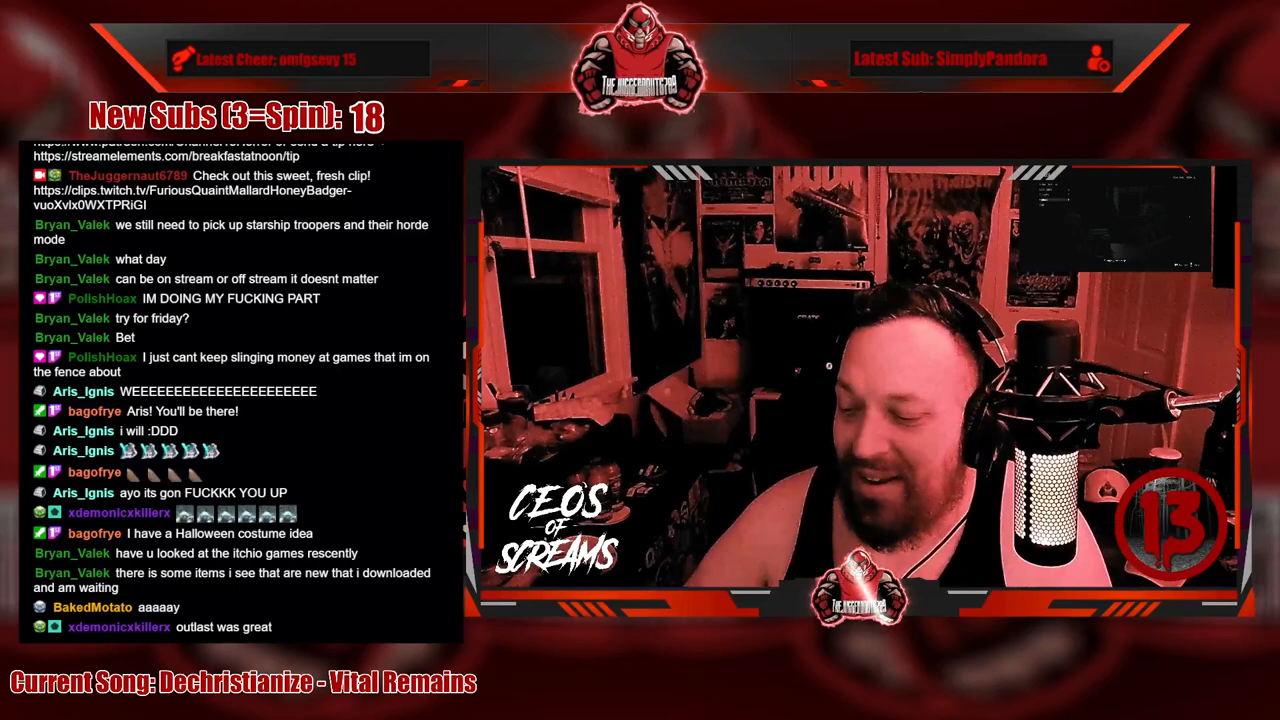 Latest Cheer: omfgsevy 15
THEJUGGERNAUT6789
Latest Sub: SimplyPandora
New Subs (3=Spin): 18
https://streamelements.com/breakfastatnoon/tip
TheJuggernaut6789 Check out this sweet, fresh clip!
https://clips.twitch.tv/FuriousQuaintMallardHoneyBadger-
vuoXvIx0WXTPRiGI
Bryan_Valek we still need to pick up starship troopers and their horde
mode
Bryan_Valek what day
Bryan_Valek can be on stream or off stream it doesnt matter
PolishHoax IM DOING MY FUCKING PART
Bryan_Valek try for friday?
Bryan_Valek Bet
PolishHoax I just cant keep slinging money at games that im on
the fence about
Aris_Ignis WEEEEEEEEEEEEEEEEEEEEEE
bagofrye Aris! You'll be there!
Aris_Ignis i will :DDD
Aris_Ignis
bagofrye
Aris_Ignis ayo its gon FUCKKK YOU UP
xdemonicxkillerx
bagofrye I have a Halloween costume idea
Bryan_Valek have u looked at the itchio games rescently
Bryan_Valek there is some items i see that are new that i downloaded
and am waiting
BakedMotato aaaaay
xdemonicxkillerx outlast was great
DOOM
CEO'S
OF
SCREAMS
13
THEJUGGERNAUT6789
Current Song: Dechristianize - Vital Remains